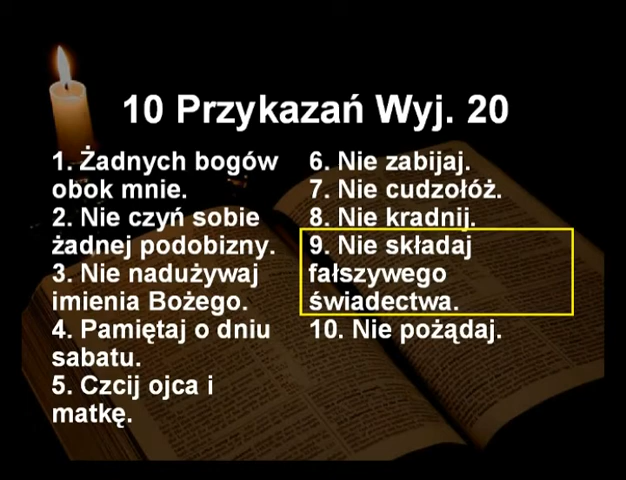 10 Przykazań Wyj. 20
1. Żadnych bogów
obok mnie.
2. Nie czyń sobie
żadnej podobizny.
3. Nie nadużywaj
imienia Bożego.
4. Pamiętaj o dniu
sabatu.
5. Czcij ojca i
matkę.
6. Nie zabijaj.
7. Nie cudzołóż.
8. Nie kradnij.
9. Nie składaj
fałszywego
świadectwa.
10. Nie pożądaj.